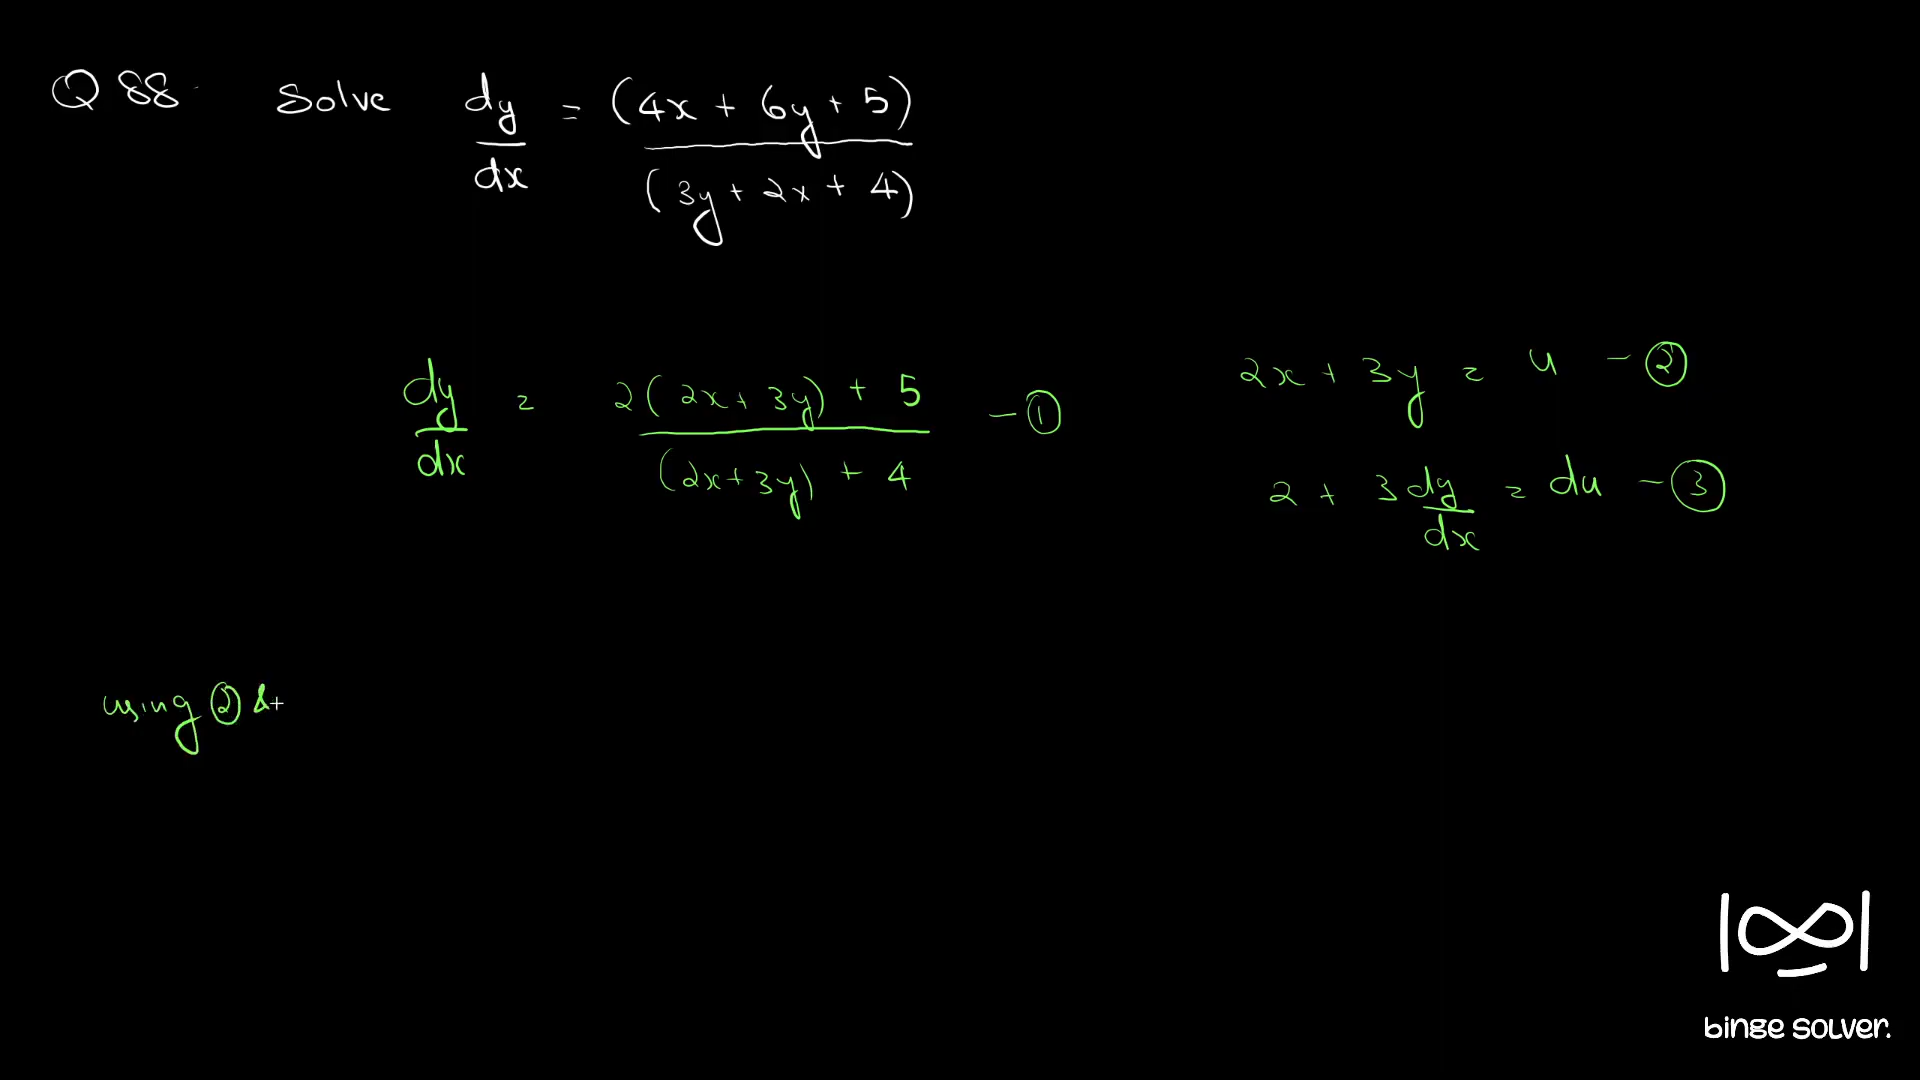 Q 88. Solve dy/dx = (4x + 6y + 5)/(3y + 2x + 4)
dy/dx = 2(2x + 3y) + 5/(2x + 3y) + 4 - ①
2x + 3y = u - ②
2 + 3 dy/dx = du - ③
using ② &
binge solver.